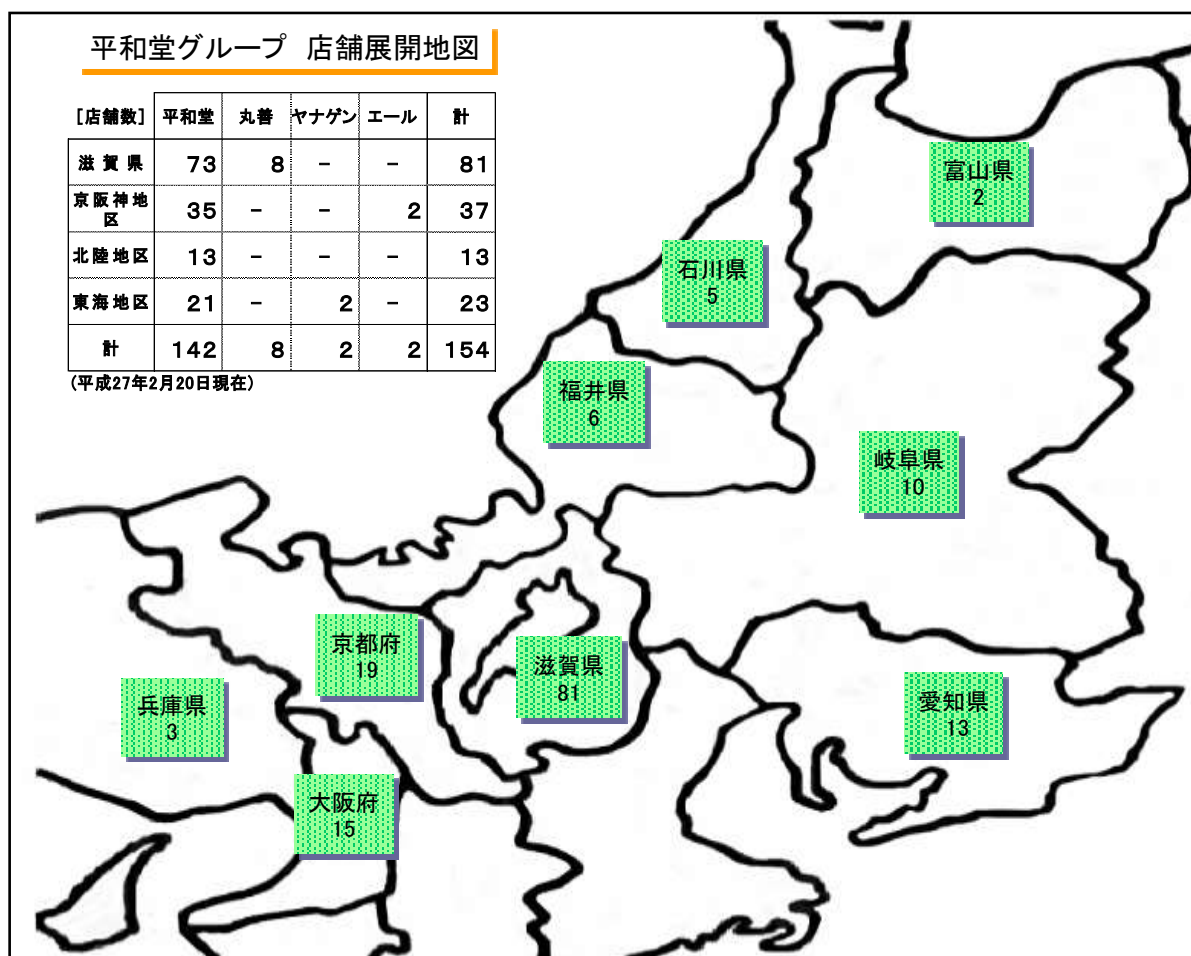 平和堂グループ 店舗展開地図
[店舗数] 平和堂 丸善 ヤナゲン エール 計
滋賀県 73 8 - - 81
京阪神地
区 35 - - 2 37
北陸地区 13 - - - 13
東海地区 21 - 2 - 23
計 142 8 2 2 154
(平成27年2月20日現在)
富山県
2
石川県
5
福井県
6
岐阜県
10
京都府
19
滋賀県
81
兵庫県
3
愛知県
13
大阪府
15